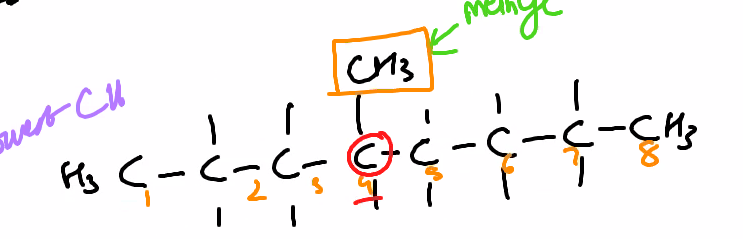 methyl
CH3
H3C-C-C-C-C-C-C-CH3
1 2 3 4 5 6 7 8